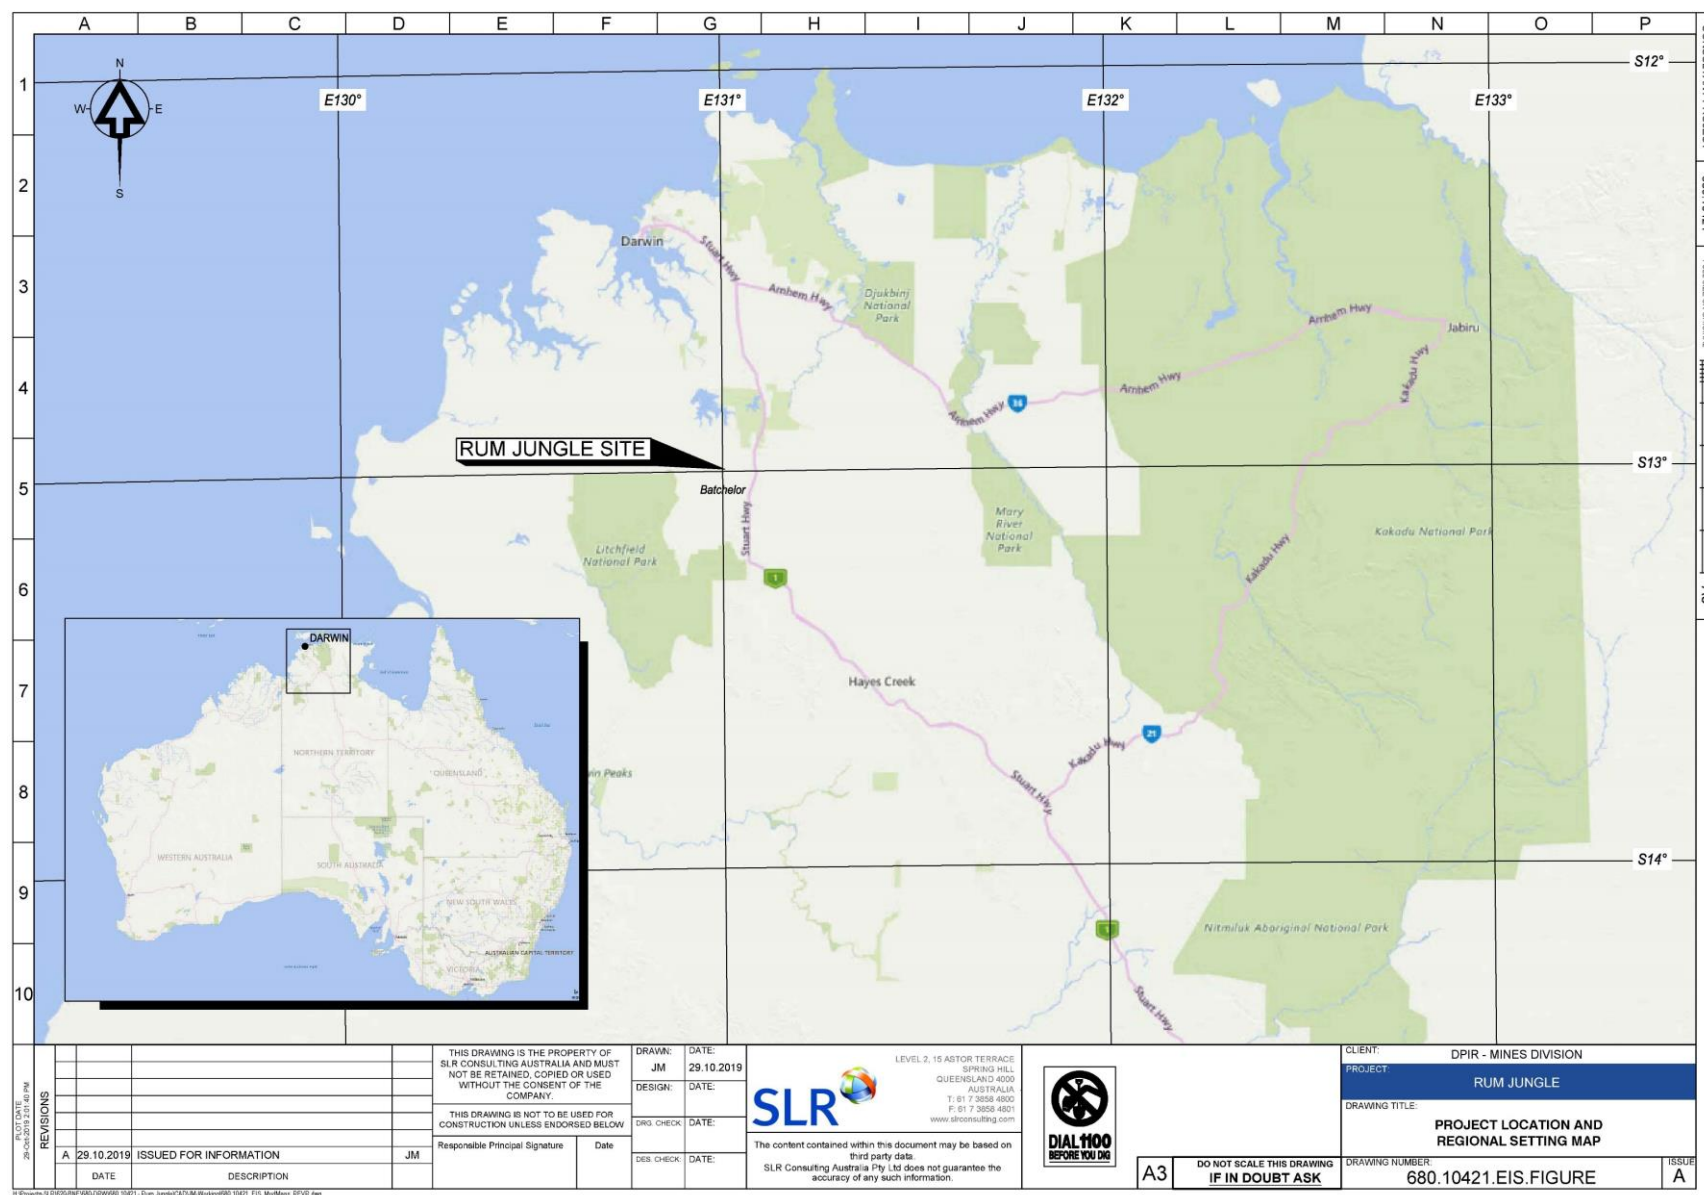 A B C D E F G H I J K L M N O P
1
2
3
4
5
6
7
8
9
10
N
W E
S
E130°
E131°
E132°
E133°
S12°
S13°
S14°
Darwin
Stuart Hwy
Arnhem Hwy
Djukbinj
National
Park
Arnhem Hwy
Jabiru
Kakadu Hwy
Arnhem Hwy
Arnhem Hwy
36
RUM JUNGLE SITE
Batchelor
Stuart Hwy
Litchfield
National Park
Mary
River
National
Park
Kakadu National Park
Kakadu Hwy
1
Hayes Creek
21
Kakadu Hwy
Stuart Hwy
Peaks
1
Nitmiluk Aboriginal National Park
Stuart Hwy
DARWIN
NORTHERN TERRITORY
QUEENSLAND
WESTERN AUSTRALIA
SOUTH AUSTRALIA
NEW SOUTH WALES
AUSTRALIAN CAPITAL TERRITORY
VICTORIA
PLOT DATE
29-Oct-2019 2:01:40 PM
REVISIONS
A 29.10.2019 ISSUED FOR INFORMATION JM
DATE DESCRIPTION
THIS DRAWING IS THE PROPERTY OF
SLR CONSULTING AUSTRALIA AND MUST
NOT BE RETAINED, COPIED OR USED
WITHOUT THE CONSENT OF THE
COMPANY.
THIS DRAWING IS NOT TO BE USED FOR
CONSTRUCTION UNLESS ENDORSED BELOW
Responsible Principal Signature Date
DRAWN: DATE:
JM 29.10.2019
DESIGN: DATE:
DRG. CHECK: DATE:
DES. CHECK: DATE:
SLR
LEVEL 2, 15 ASTOR TERRACE
SPRING HILL
QUEENSLAND 4000
AUSTRALIA
T: 61 7 3858 4800
F: 61 7 3858 4801
www.slrconsulting.com
The content contained within this document may be based on
third party data.
SLR Consulting Australia Pty Ltd does not guarantee the
accuracy of any such information.
DIAL 1100
BEFORE YOU DIG
A3
DO NOT SCALE THIS DRAWING
IF IN DOUBT ASK
CLIENT: DPIR - MINES DIVISION
PROJECT:
RUM JUNGLE
DRAWING TITLE:
PROJECT LOCATION AND
REGIONAL SETTING MAP
DRAWING NUMBER:
680.10421.EIS.FIGURE
ISSUE
A